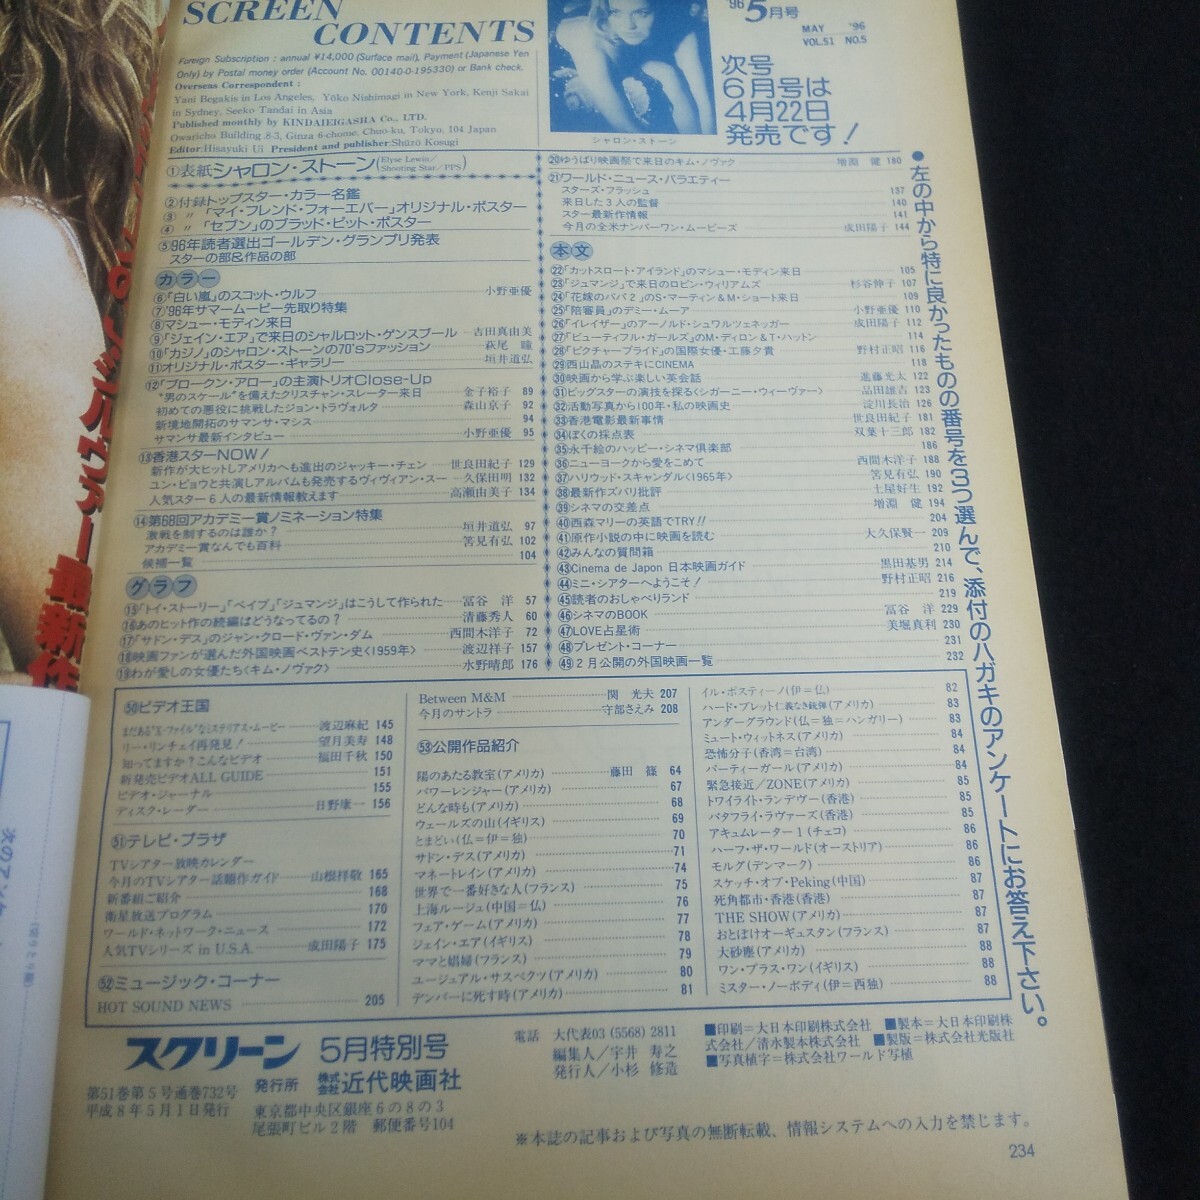 SCREEN
CONTENTS
Foreign Subscription : annual ¥14,000 (Surface mail), Payment (Japanese Yen
Only) by Postal money order (Account No. 00140-0-195330) or Bank check.
Overseas Correspondent :
Yani Begakis in Los Angeles, Yōko Nishimagi in New York, Kenji Sakai
in Sydney, Seeko Tandai in Asia
Published monthly by KINDAIEIGASHA Co., LTD.
Owaricho Building .8-3, Ginza 6-chome, Chuo-ku, Tokyo, 104 Japan
Editor:Hisayuki Ui President and publisher:Shūzō Kosugi
シャロン・ストーン
'96 5月号
MAY '96
VOL.51 NO.5
次号
6月号は
4月22日
発売です!
①表紙シャロン・ストーン(Elyse Lewin/Shooting Star/PPS)
②付録トップスター・カラー名鑑
③ 〃 「マイ・フレンド・フォーエバー」オリジナル・ポスター
④ 〃 「セブン」のブラッド・ピット・ポスター
⑤'96年読者選出ゴールデン・グランプリ発表
スターの部&作品の部
カラー
⑥「白い嵐」のスコット・ウルフ 小野亜優
⑦'96年サマームービー先取り特集
⑧マシュー・モディン来日
⑨「ジェイン・エア」で来日のシャルロット・ゲンスブール 吉田真由美
⑩「カジノ」のシャロン・ストーンの70'sファッション 萩尾 瞳
⑪オリジナル・ポスター・ギャラリー 垣井道弘
⑫「ブロークン・アロー」の主演トリオClose-Up
"男のスケール"を備えたクリスチャン・スレーター来日 金子裕子 89
初めての悪役に挑戦したジョン・トラヴォルタ 森山京子 92
新境地開拓のサマンサ・マシス 94
サマンサ最新インタビュー 小野亜優 95
⑬香港スターNOW!
新作が大ヒットしアメリカへも進出のジャッキー・チェン 世良田紀子 129
ユン・ピョウと共演しアルバムも発売するヴィヴィアン・スー 久保田明 132
人気スター6人の最新情報教えます 高瀬由美子 134
⑭第68回アカデミー賞ノミネーション特集
激戦を制するのは誰か? 垣井道弘 97
アカデミー賞なんでも百科 筈見有弘 102
候補一覧 104
グラフ
⑮「トイ・ストーリー」「ベイブ」「ジュマンジ」はこうして作られた 冨谷 洋 57
⑯あのヒット作の続編はどうなってるの? 清藤秀人 60
⑰「サドン・デス」のジャン・クロード・ヴァン・ダム 西間木洋子 72
⑱映画ファンが選んだ外国映画ベストテン史〈1959年〉 渡辺祥子 157
⑲わが愛しの女優たち〈キム・ノヴァク〉 水野晴郎 176
⑳ゆうばり映画祭で来日のキム・ノヴァク 増淵 健 180
㉑ワールド・ニュース・バラエティー
スターズ・フラッシュ 137
来日した3人の監督 140
スター最新作情報 141
今月の全米ナンバーワン・ムービーズ 成田陽子 144
本文
㉒「カットスロート・アイランド」のマシュー・モディン来日 105
㉓「ジュマンジ」で来日のロビン・ウィリアムズ 杉谷伸子 107
㉔「花嫁のパパ2」のS・マーティン&M・ショート来日 109
㉕「陪審員」のデミー・ムーア 小野亜優 110
㉖「イレイザー」のアーノルド・シュワルツェネッガー 成田陽子 112
㉗「ビューティフル・ガールズ」のM・ディロン&T・ハットン 114
㉘「ピクチャーブライド」の国際女優・工藤夕貴 野村正昭 116
㉙西山晶のステキにCINEMA 118
㉚映画から学ぶ楽しい英会話 進藤光太 122
㉛ビッグスターの演技を探る〈シガーニー・ウィーヴァー〉 品田雄吉 123
㉜活動写真から100年・私の映画史 淀川長治 126
㉝香港電影最新事情 世良田紀子 181
㉞ぼくの採点表 双葉十三郎 182
㉟永千絵のハッピー・シネマ倶楽部 186
㊱ニューヨークから愛をこめて 西間木洋子 188
㊲ハリウッド・スキャンダル〈1965年〉 筈見有弘 190
㊳最新作ズバリ批評 土屋好生 192
㊴シネマの交差点 増淵 健 194
㊵西森マリーの英語でTRY!! 204
㊶原作小説の中に映画を読む 大久保賢一 209
㊷みんなの質問箱 210
㊸Cinema de Japon 日本映画ガイド 黒田基男 214
㊹ミニ・シアターへようこそ! 野村正昭 216
㊺読者のおしゃべりランド 219
㊻シネマのBOOK 冨谷 洋 229
㊼LOVE占星術 美堀真利 230
㊽プレゼント・コーナー 231
㊾2月公開の外国映画一覧 232
●左の中から特に良かったものの番号を3つ選んで、添付のハガキのアンケートにお答え下さい。
㊿ビデオ王国
まだある"X-ファイル"なミステリアス・ムービー 渡辺麻紀 145
リー・リンチェイ再発見! 望月美寿 148
知ってますか?こんなビデオ 福田千秋 150
新発売ビデオALL GUIDE 151
ビデオ・ジャーナル 155
ディスク・レーダー 日野康一 156
51テレビ・プラザ
TVシアター放映カレンダー
今月のTVシアター話題作ガイド 山根祥敬 165
新番組ご紹介 168
衛星放送プログラム 170
ワールド・ネットワーク・ニュース 172
人気TVシリーズ in U.S.A. 成田陽子 175
52ミュージック・コーナー
HOT SOUND NEWS 205
Between M&M 関 光夫 207
今月のサントラ 守部さえみ 208
53公開作品紹介
陽のあたる教室(アメリカ) 藤田 篠 64
パワーレンジャー(アメリカ) 67
どんな時も(アメリカ) 68
ウェールズの山(イギリス) 69
とまどい(仏=伊=独) 70
サドン・デス(アメリカ) 71
マネートレイン(アメリカ) 74
世界で一番好きな人(フランス) 75
上海ルージュ(中国=仏) 76
フェア・ゲーム(アメリカ) 77
ジェイン・エア(イギリス) 78
ママと娼婦(フランス) 79
ユージュアル・サスペクツ(アメリカ) 80
デンバーに死す時(アメリカ) 81
イル・ポスティーノ(伊=仏) 82
ハード・ブレット仁義なき銃弾(アメリカ) 83
アンダーグラウンド(仏=独=ハンガリー) 83
ミュート・ウィットネス(アメリカ) 84
恐怖分子(香港=台湾) 84
パーティーガール(アメリカ) 84
緊急接近/ZONE(アメリカ) 85
トワイライト・ランデヴー(香港) 85
バタフライ・ラヴァーズ(香港) 85
アキュムレーター1(チェコ) 86
ハーフ・ザ・ワールド(オーストリア) 86
モルグ(デンマーク) 86
スケッチ・オブ・Peking(中国) 87
死角都市・香港(香港) 87
THE SHOW(アメリカ) 87
おとぼけオーギュスタン(フランス) 87
大砂塵(アメリカ) 88
ワン・プラス・ワン(イギリス) 88
ミスター・ノーボディ(伊=西独) 88
スクリーン 5月特別号
第51巻第5号通巻732号
平成8年5月1日発行
発行所 株式会社近代映画社
東京都中央区銀座6の8の3
尾張町ビル2階 郵便番号104
電話 大代表03(5568)2811
編集人/宇井 寿之
発行人/小杉 修造
■印刷=大日本印刷株式会社 ■製本=大日本印刷株
式会社/清水製本株式会社 ■製版=株式会社光版社
■写真植字=株式会社ワールド写植
※本誌の記事および写真の無断転載、情報システムへの入力を禁じます。
234
最新作